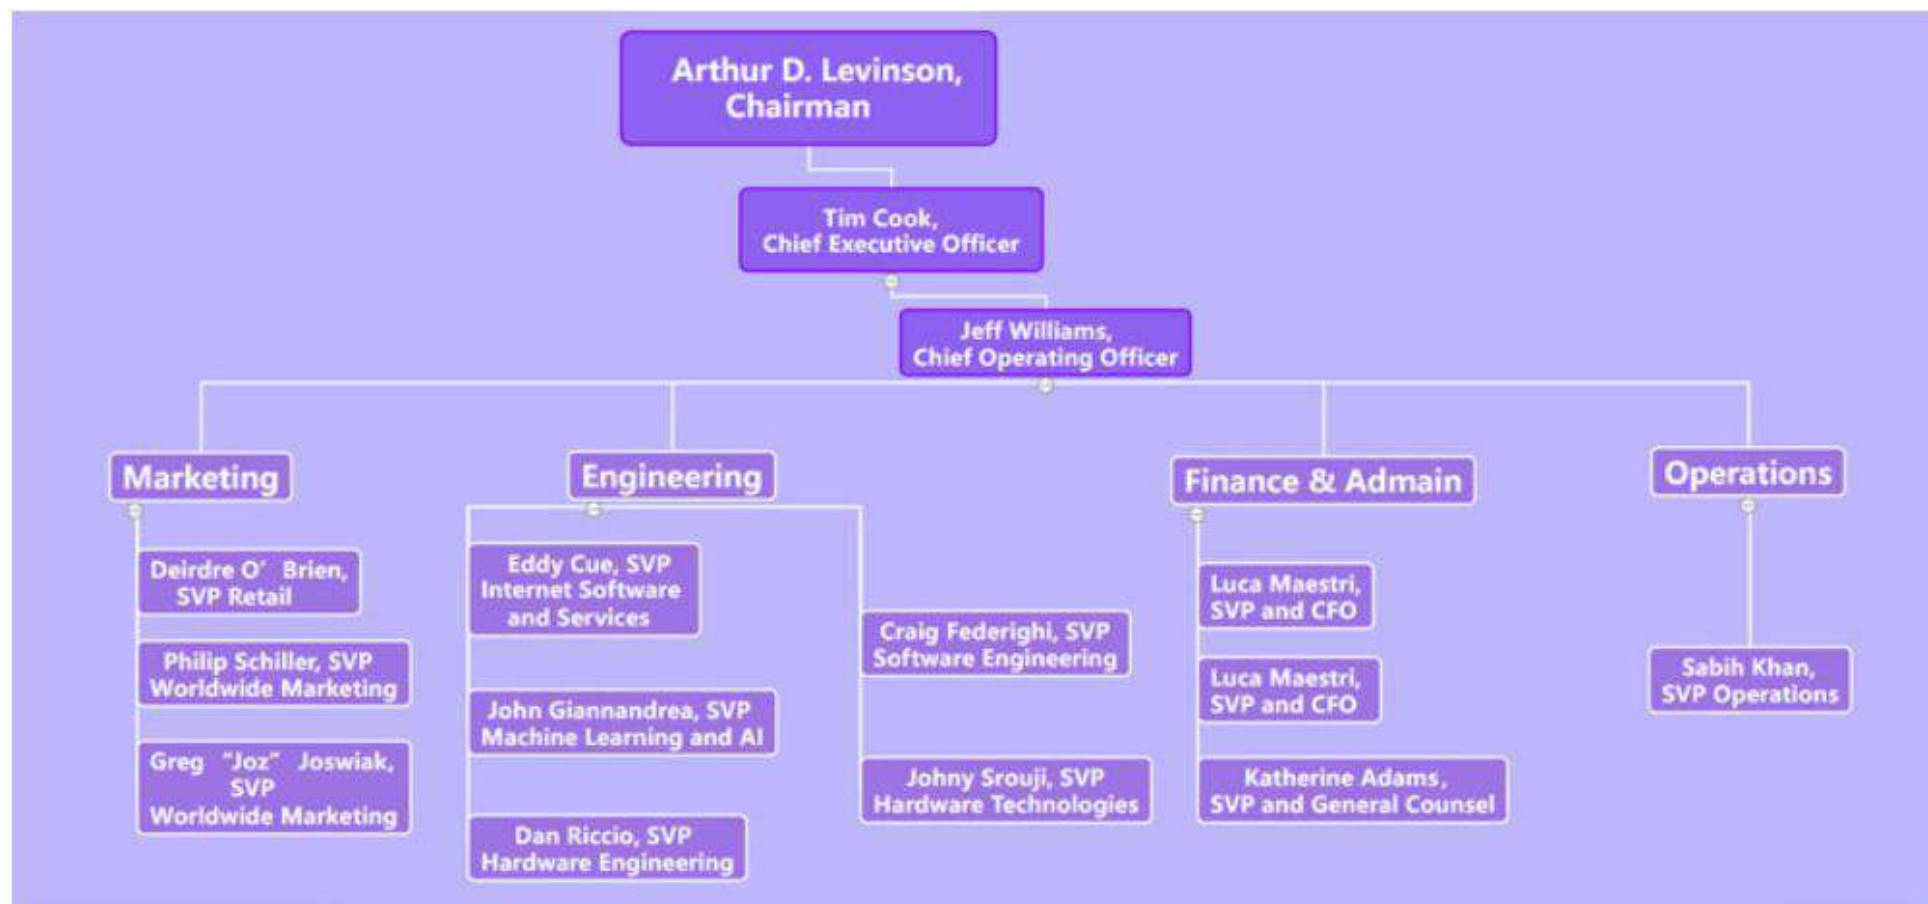 Arthur D. Levinson,
Chairman
Tim Cook,
Chief Executive Officer
Jeff Williams,
Chief Operating Officer
Marketing
Deirdre O’ Brien,
SVP Retail
Philip Schiller, SVP
Worldwide Marketing
Greg “Joz” Joswiak,
SVP
Worldwide Marketing
Engineering
Eddy Cue, SVP
Internet Software
and Services
John Giannandrea, SVP
Machine Learning and AI
Dan Riccio, SVP
Hardware Engineering
Craig Federighi, SVP
Software Engineering
Johny Srouji, SVP
Hardware Technologies
Finance & Admain
Luca Maestri,
SVP and CFO
Luca Maestri,
SVP and CFO
Katherine Adams,
SVP and General Counsel
Operations
Sabih Khan,
SVP Operations